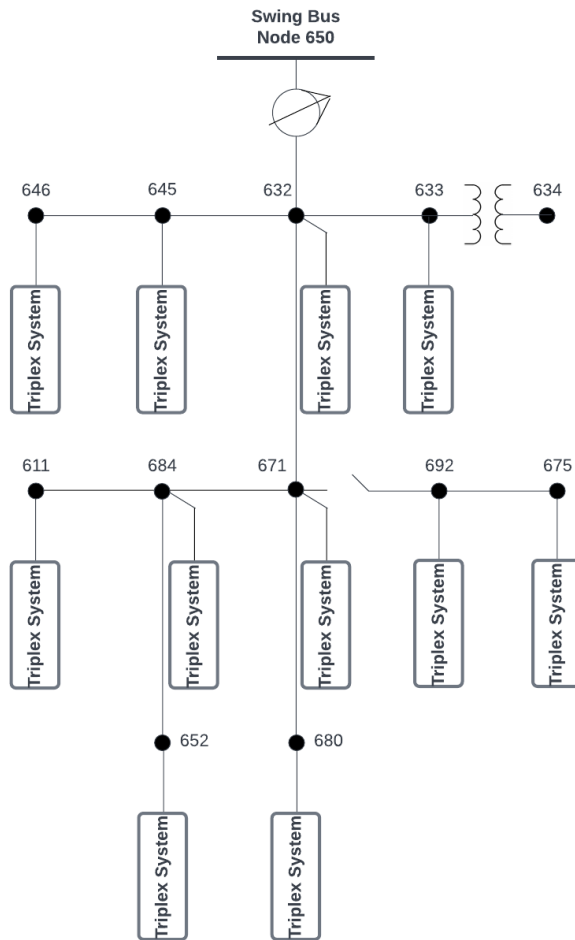 Swing Bus
Node 650
646 645 632 633 634
Triplex System Triplex System Triplex System Triplex System
611 684 671 692 675
Triplex System Triplex System Triplex System Triplex System Triplex System
652 680
Triplex System Triplex System